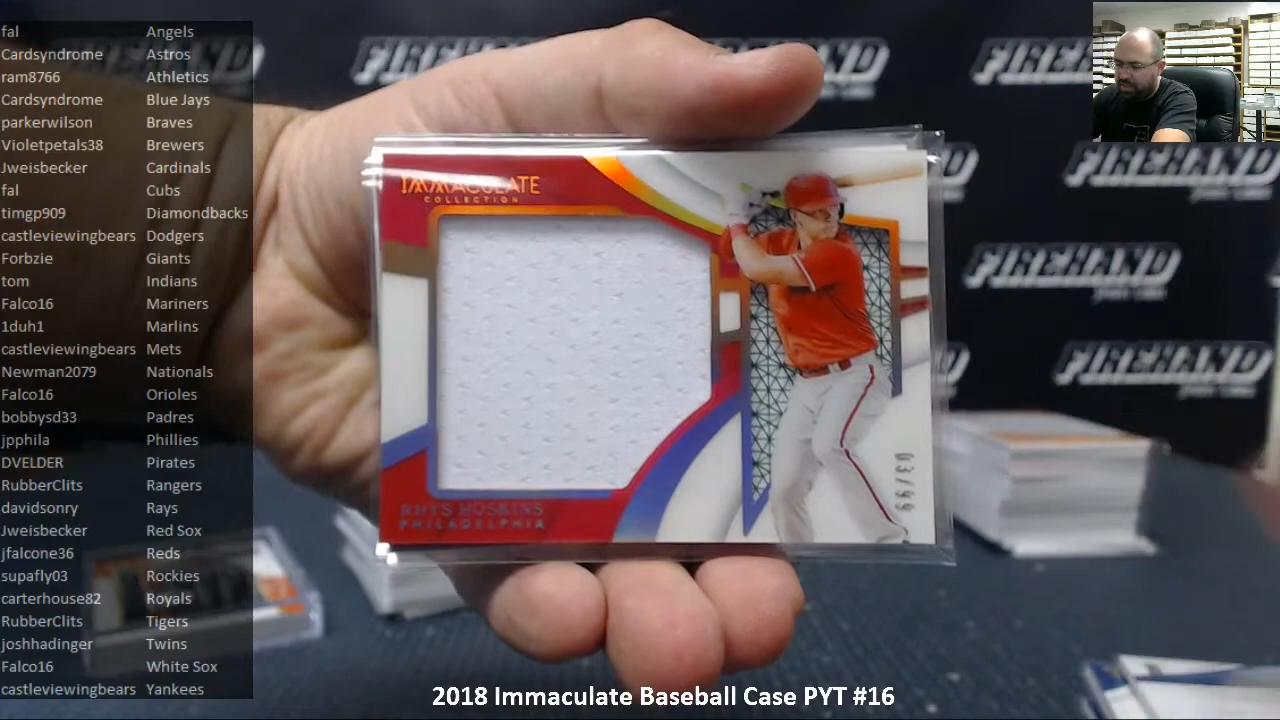 fal Angels
Cardsyndrome Astros
ram8766 Athletics
Cardsyndrome Blue Jays
parkerwilson Braves
Violetpetals38 Brewers
Jweisbecker Cardinals
fal Cubs
timgp909 Diamondbacks
castleviewingbears Dodgers
Forbzie Giants
tom Indians
Falco16 Mariners
1duh1 Marlins
castleviewingbears Mets
Newman2079 Nationals
Falco16 Orioles
bobbysd33 Padres
jpphila Phillies
DVELDER Pirates
RubberClits Rangers
davidsonry Rays
Jweisbecker Red Sox
jfalcone36 Reds
supafly03 Rockies
carterhouse82 Royals
RubberClits Tigers
joshhadinger Twins
Falco16 White Sox
castleviewingbears Yankees
IMMACULATE
COLLECTION
RHYS HOSKINS
PHILADELPHIA
03/99
FIREHAND
FIREHAND
FIREHAND
FIREHAND
2018 Immaculate Baseball Case PYT #16